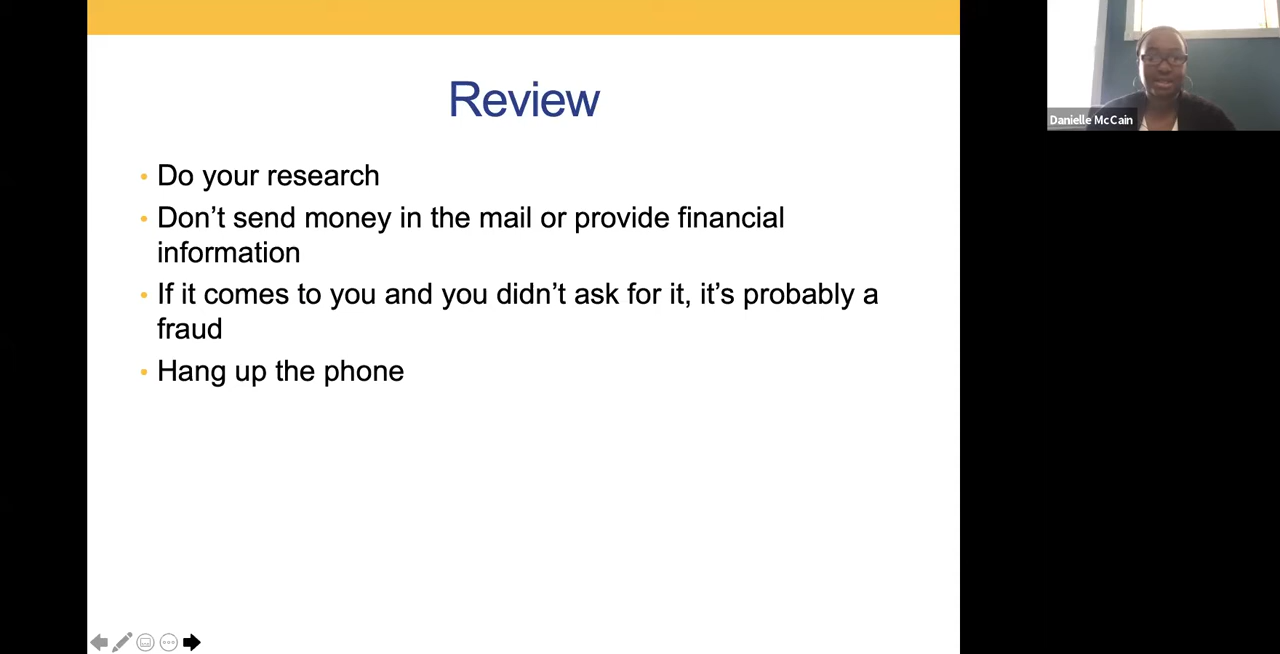 Review
• Do your research
• Don’t send money in the mail or provide financial
information
• If it comes to you and you didn’t ask for it, it’s probably a
fraud
• Hang up the phone
Danielle McCain